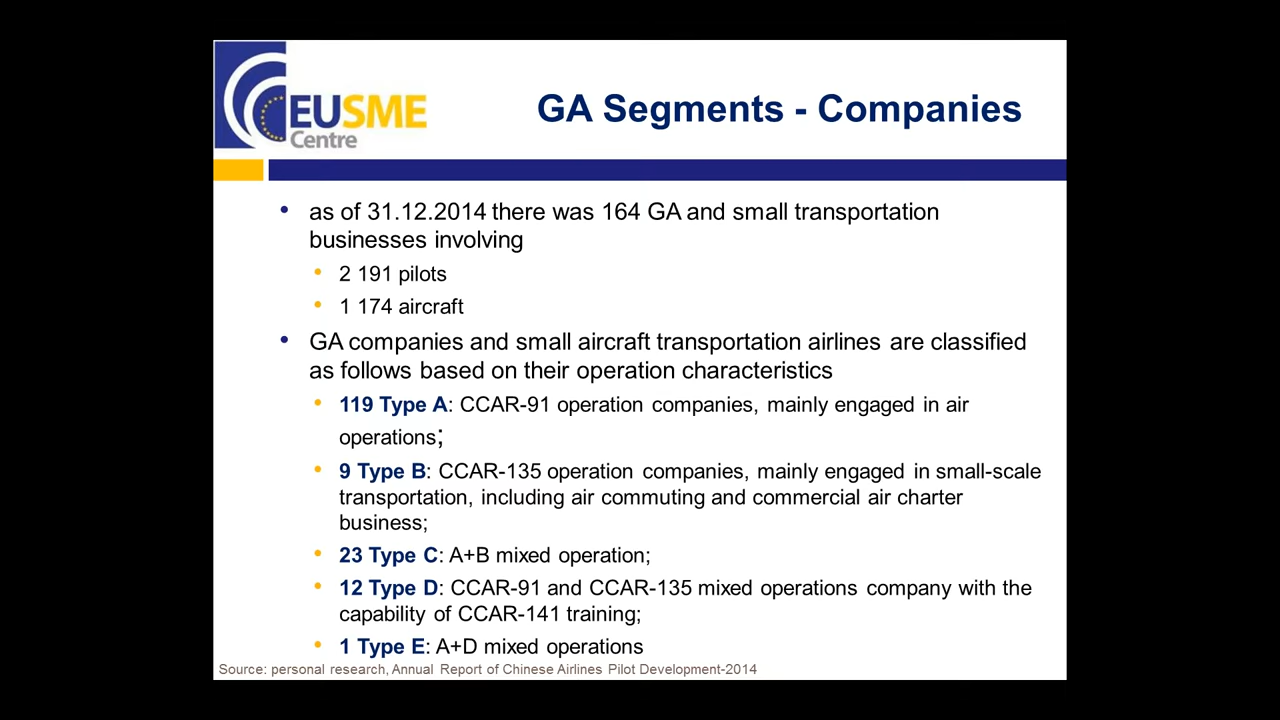 EUSME
Centre
GA Segments - Companies
• as of 31.12.2014 there was 164 GA and small transportation
businesses involving
• 2 191 pilots
• 1 174 aircraft
• GA companies and small aircraft transportation airlines are classified
as follows based on their operation characteristics
• 119 Type A: CCAR-91 operation companies, mainly engaged in air
operations;
• 9 Type B: CCAR-135 operation companies, mainly engaged in small-scale
transportation, including air commuting and commercial air charter
business;
• 23 Type C: A+B mixed operation;
• 12 Type D: CCAR-91 and CCAR-135 mixed operations company with the
capability of CCAR-141 training;
• 1 Type E: A+D mixed operations
Source: personal research, Annual Report of Chinese Airlines Pilot Development-2014